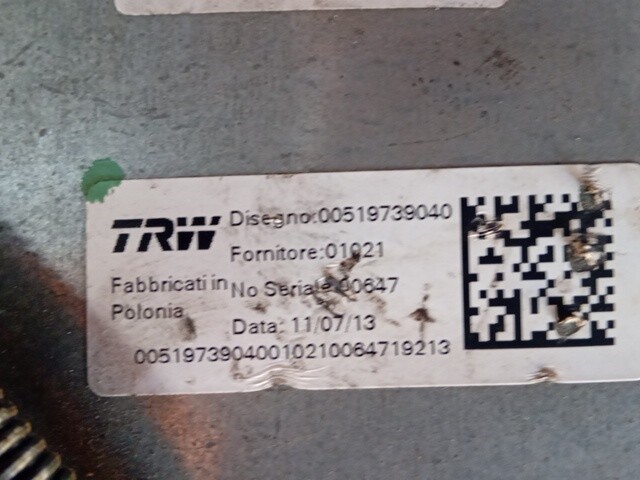 TRW
Disegno:00519739040
Fornitore:01021
Fabbricati in
Polonia
No Seriale:00647
Data: 11/07/13
00519739040010210064719213